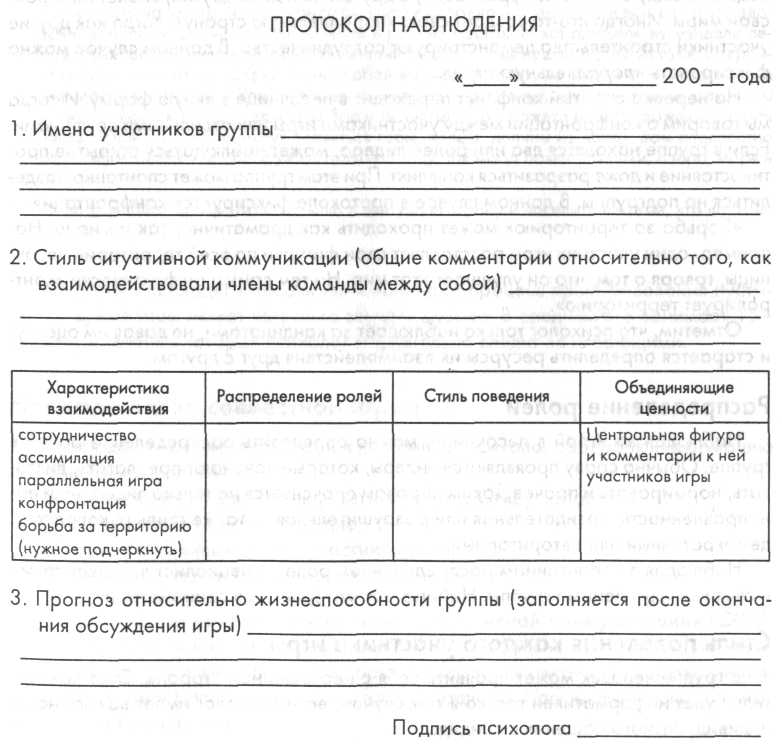 ПРОТОКОЛ НАБЛЮДЕНИЯ
«___»____________ 200___ года
1. Имена участников группы
2. Стиль ситуативной коммуникации (общие комментарии относительно того, как
взаимодействовали члены команды между собой)
Характеристика
взаимодействия
Распределение ролей
Стиль поведения
Объединяющие
ценности
сотрудничество
ассимиляция
параллельная игра
конфронтация
борьба за территорию
(нужное подчеркнуть)
Центральная фигура
и комментарии к ней
участников игры
3. Прогноз относительно жизнеспособности группы (заполняется после оконча-
ния обсуждения игры)
Подпись психолога